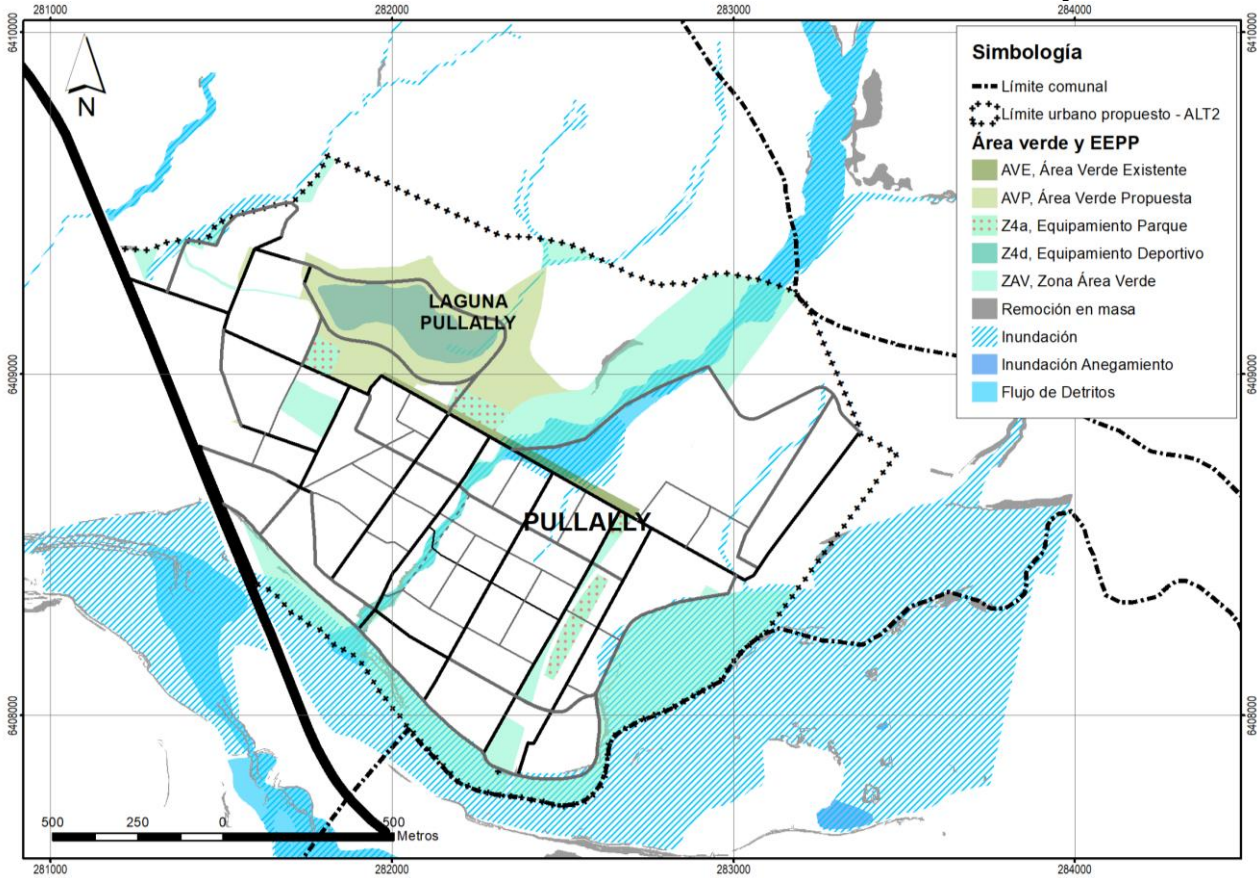 281000
282000
283000
284000
6410000
6410000
N
Simbología
Límite comunal
Límite urbano propuesto - ALT2
Área verde y EEPP
AVE, Área Verde Existente
AVP, Área Verde Propuesta
Z4a, Equipamiento Parque
Z4d, Equipamiento Deportivo
ZAV, Zona Área Verde
Remoción en masa
Inundación
Inundación Anegamiento
Flujo de Detritos
LAGUNA
PULLALLY
6409000
6409000
PULLALLY
6408000
6408000
500
250
0
500
Metros
281000
282000
283000
284000